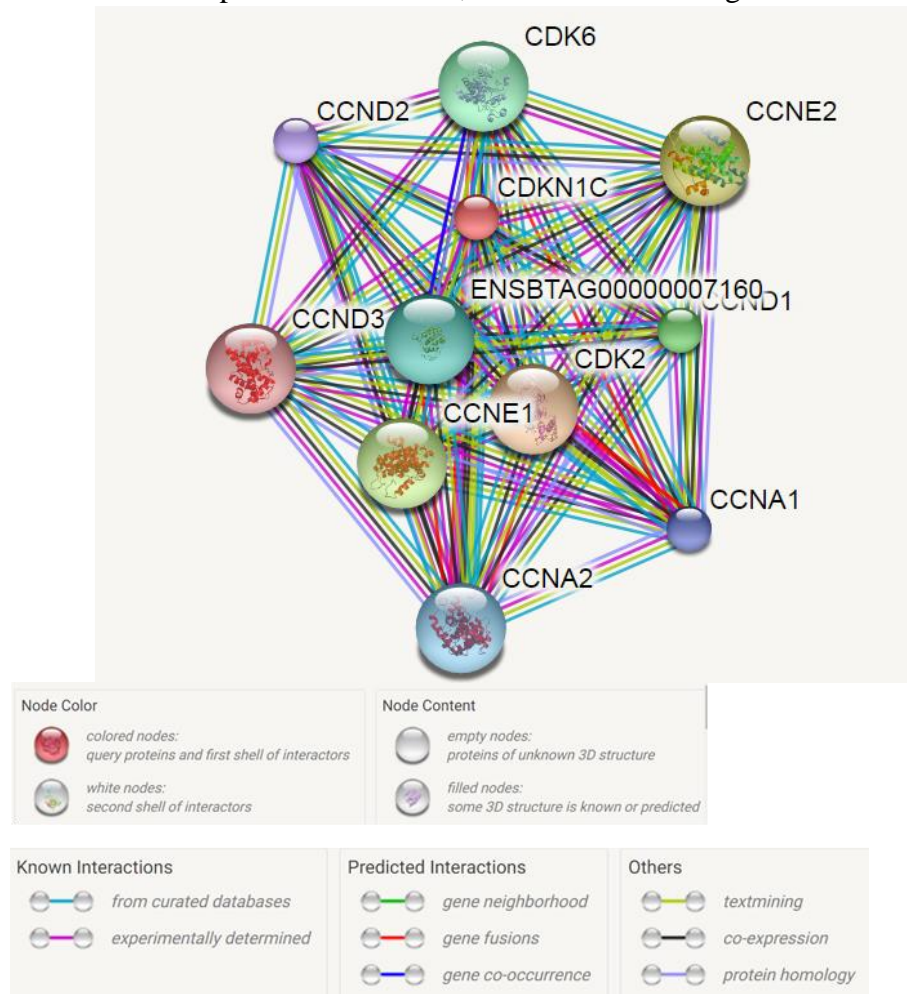 CDK6
CCND2
CCNE2
CDKN1C
ENSBTAG00000007160
CCND1
CCND3
CDK2
CCNE1
CCNA1
CCNA2
Node Color
colored nodes:
query proteins and first shell of interactors
white nodes:
second shell of interactors
Node Content
empty nodes:
proteins of unknown 3D structure
filled nodes:
some 3D structure is known or predicted
Known Interactions
from curated databases
experimentally determined
Predicted Interactions
gene neighborhood
gene fusions
gene co-occurrence
Others
textmining
co-expression
protein homology